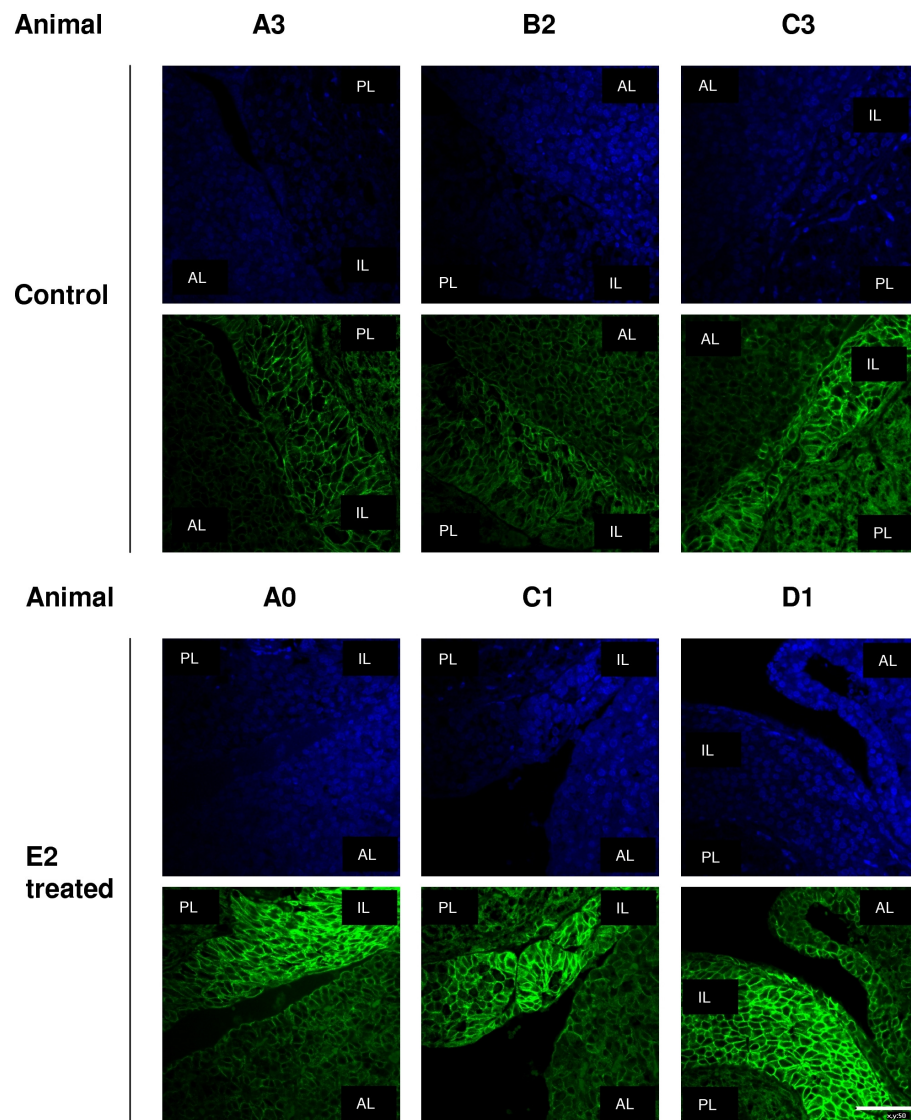 Animal A3 B2 C3
PL AL AL
IL
AL IL PL IL PL
Control
PL AL AL
IL
AL IL PL IL PL
Animal A0 C1 D1
PL IL PL IL AL
IL
AL AL PL
E2
treated
PL IL PL IL AL
IL
AL AL PL
x,y:50